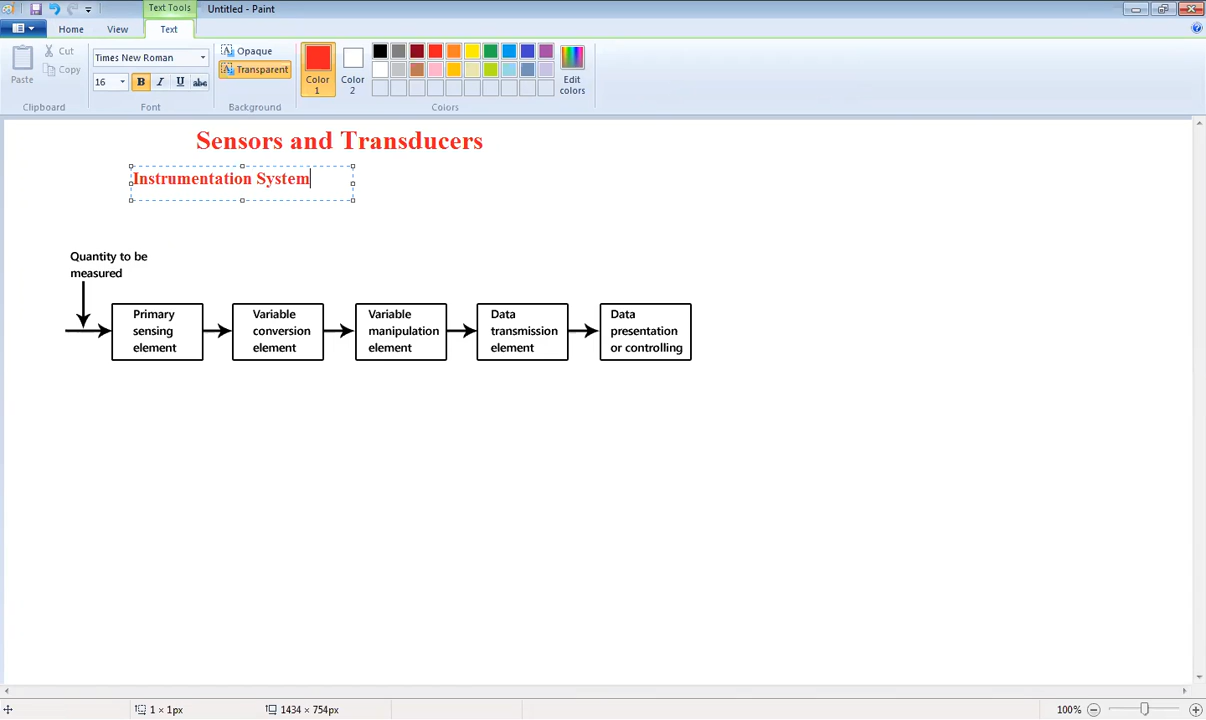 Text Tools
Untitled - Paint
Home
View
Text
Paste
Cut
Copy
Clipboard
Times New Roman
16
B
I
U
abc
Font
Opaque
Transparent
Background
Color
1
Color
2
Edit
colors
Colors
Sensors and Transducers
Instrumentation System
Quantity to be
measured
Primary
sensing
element
Variable
conversion
element
Variable
manipulation
element
Data
transmission
element
Data
presentation
or controlling
1 × 1px
1434 × 754px
100%